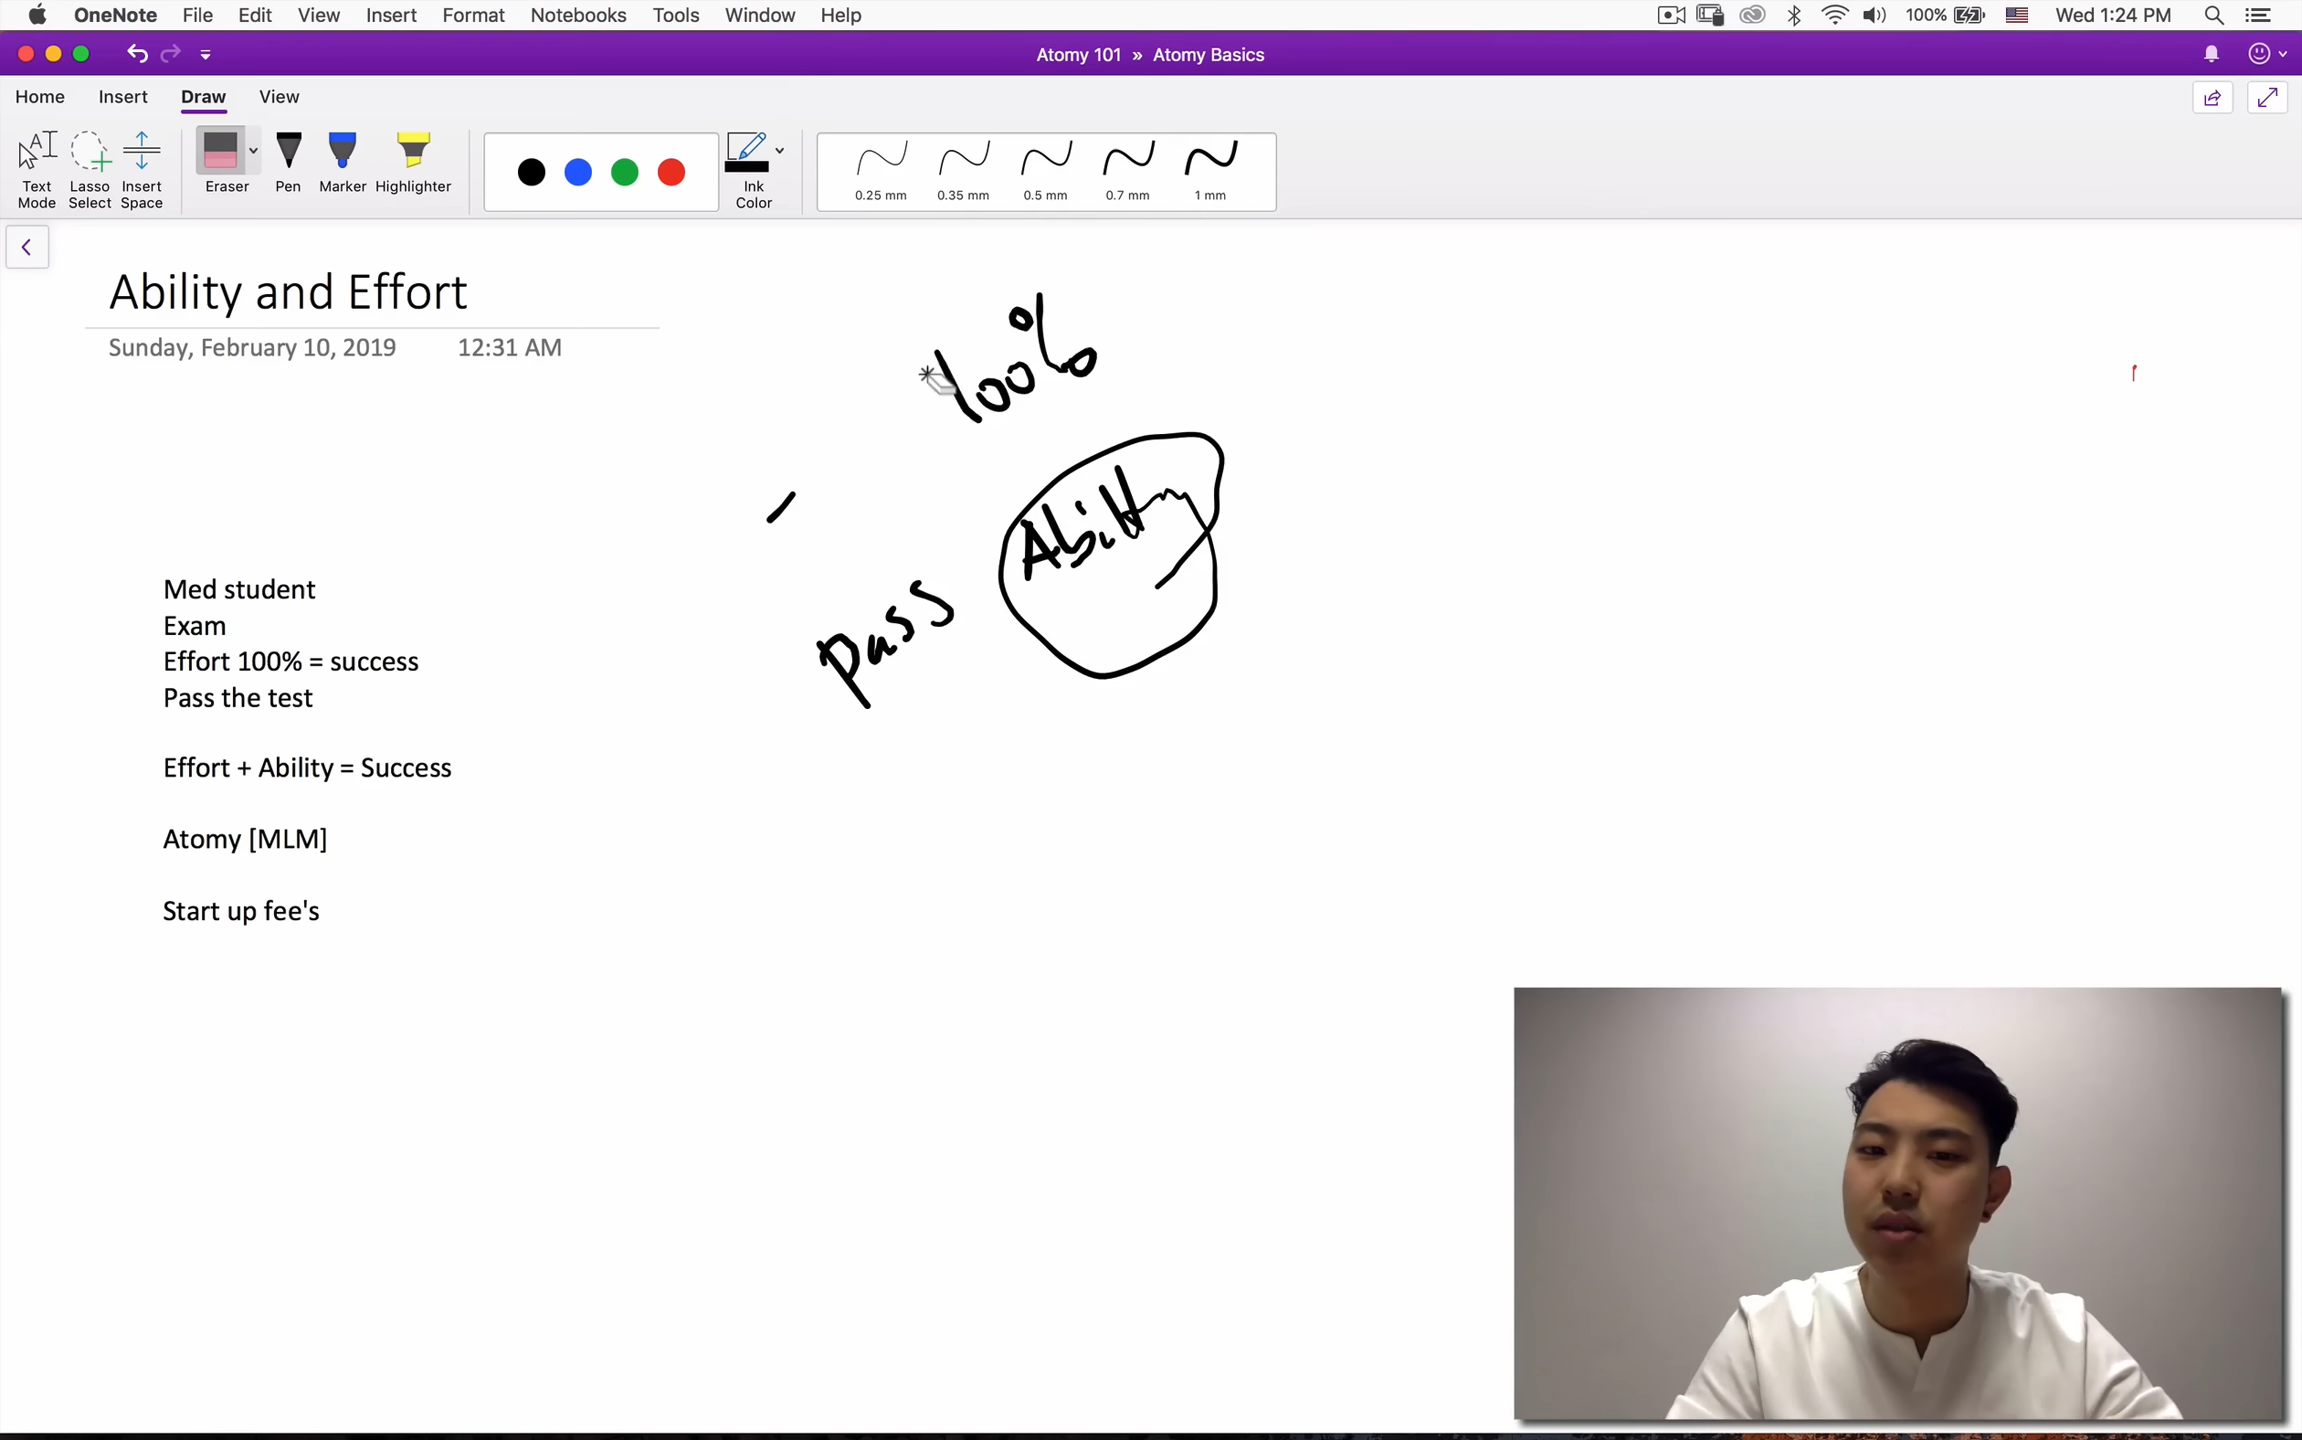 OneNote File Edit View Insert Format Notebooks Tools Window Help 100% Wed 1:24 PM
Atomy 101 » Atomy Basics
Home Insert Draw View
Text Mode Lasso Select Insert Space Eraser Pen Marker Highlighter Ink Color 0.25 mm 0.35 mm 0.5 mm 0.7 mm 1 mm
Ability and Effort
Sunday, February 10, 2019 12:31 AM
100%
Ability
pass
Med student
Exam
Effort 100% = success
Pass the test
Effort + Ability = Success
Atomy [MLM]
Start up fee's